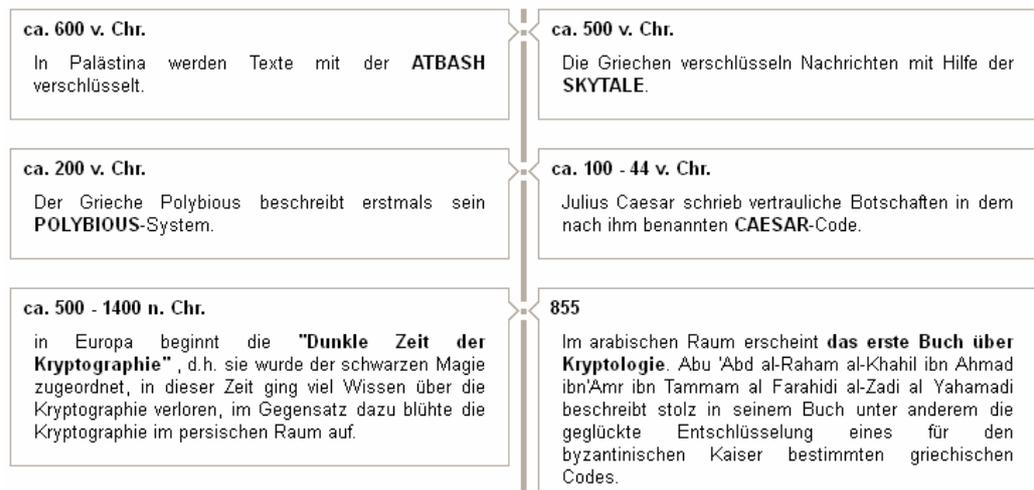 ca. 600 v. Chr.
In Palästina werden Texte mit der ATBASH
verschlüsselt.
ca. 500 v. Chr.
Die Griechen verschlüsseln Nachrichten mit Hilfe der
SKYTALE.
ca. 200 v. Chr.
Der Grieche Polybious beschreibt erstmals sein
POLYBIOUS-System.
ca. 100 - 44 v. Chr.
Julius Caesar schrieb vertrauliche Botschaften in dem
nach ihm benannten CAESAR-Code.
ca. 500 - 1400 n. Chr.
in Europa beginnt die "Dunkle Zeit der
Kryptographie" , d.h. sie wurde der schwarzen Magie
zugeordnet, in dieser Zeit ging viel Wissen über die
Kryptographie verloren, im Gegensatz dazu blühte die
Kryptographie im persischen Raum auf.
855
Im arabischen Raum erscheint das erste Buch über
Kryptologie. Abu 'Abd al-Raham al-Khahil ibn Ahmad
ibn'Amr ibn Tammam al Farahidi al-Zadi al Yahamadi
beschreibt stolz in seinem Buch unter anderem die
geglückte Entschlüsselung eines für den
byzantinischen Kaiser bestimmten griechischen
Codes.